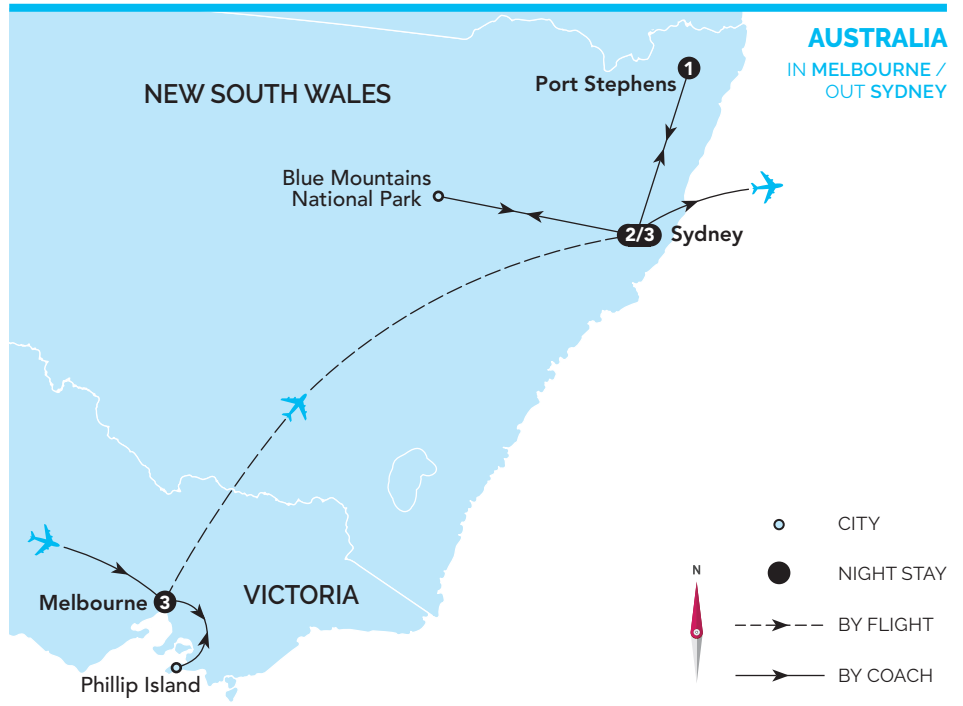 AUSTRALIA
IN MELBOURNE /
OUT SYDNEY
NEW SOUTH WALES
1
Port Stephens
Blue Mountains
National Park
2/3 Sydney
Melbourne 3
VICTORIA
Phillip Island
N
CITY
NIGHT STAY
BY FLIGHT
BY COACH